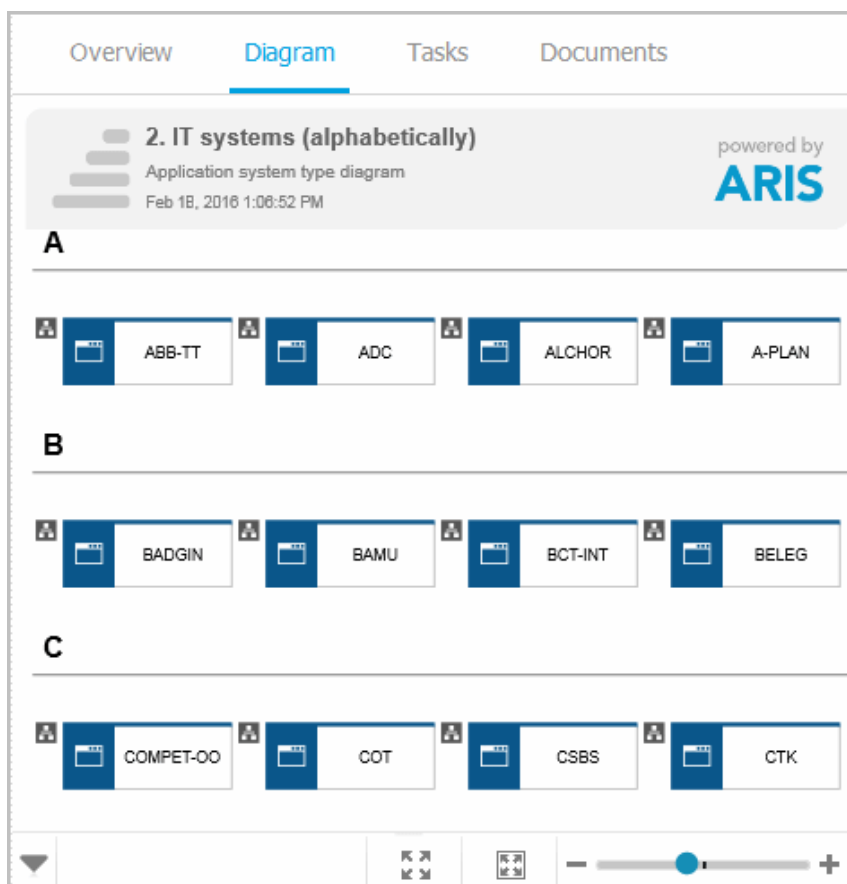 Overview Diagram Tasks Documents
2. IT systems (alphabetically)
Application system type diagram
Feb 18, 2016 1:06:52 PM
powered by
ARIS
A
ABB-TT ADC ALCHOR A-PLAN
B
BADGIN BAMU BCT-INT BELEG
C
COMPET-OO COT CSBS CTK